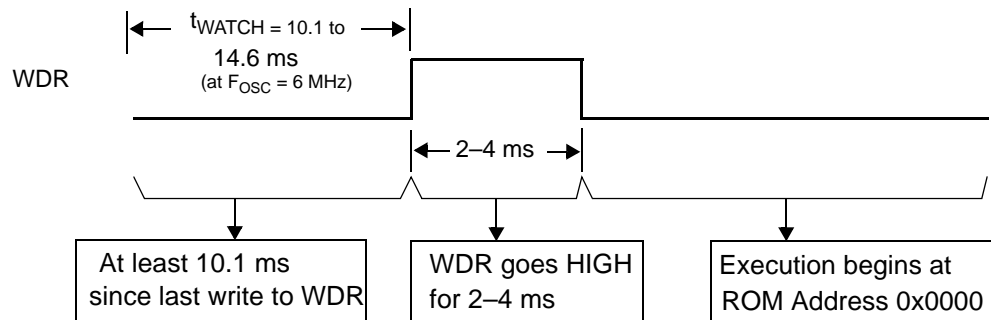 tWATCH = 10.1 to
14.6 ms
(at FOSC = 6 MHz)
WDR
2–4 ms
At least 10.1 ms
since last write to WDR
WDR goes HIGH
for 2–4 ms
Execution begins at
ROM Address 0x0000